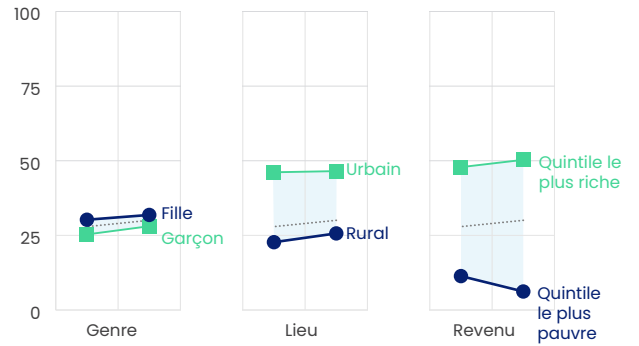 100
75
50
25
0
Fille
Garçon
Genre
Urbain
Rural
Lieu
Quintile le
plus riche
Quintile
le plus
pauvre
Revenu